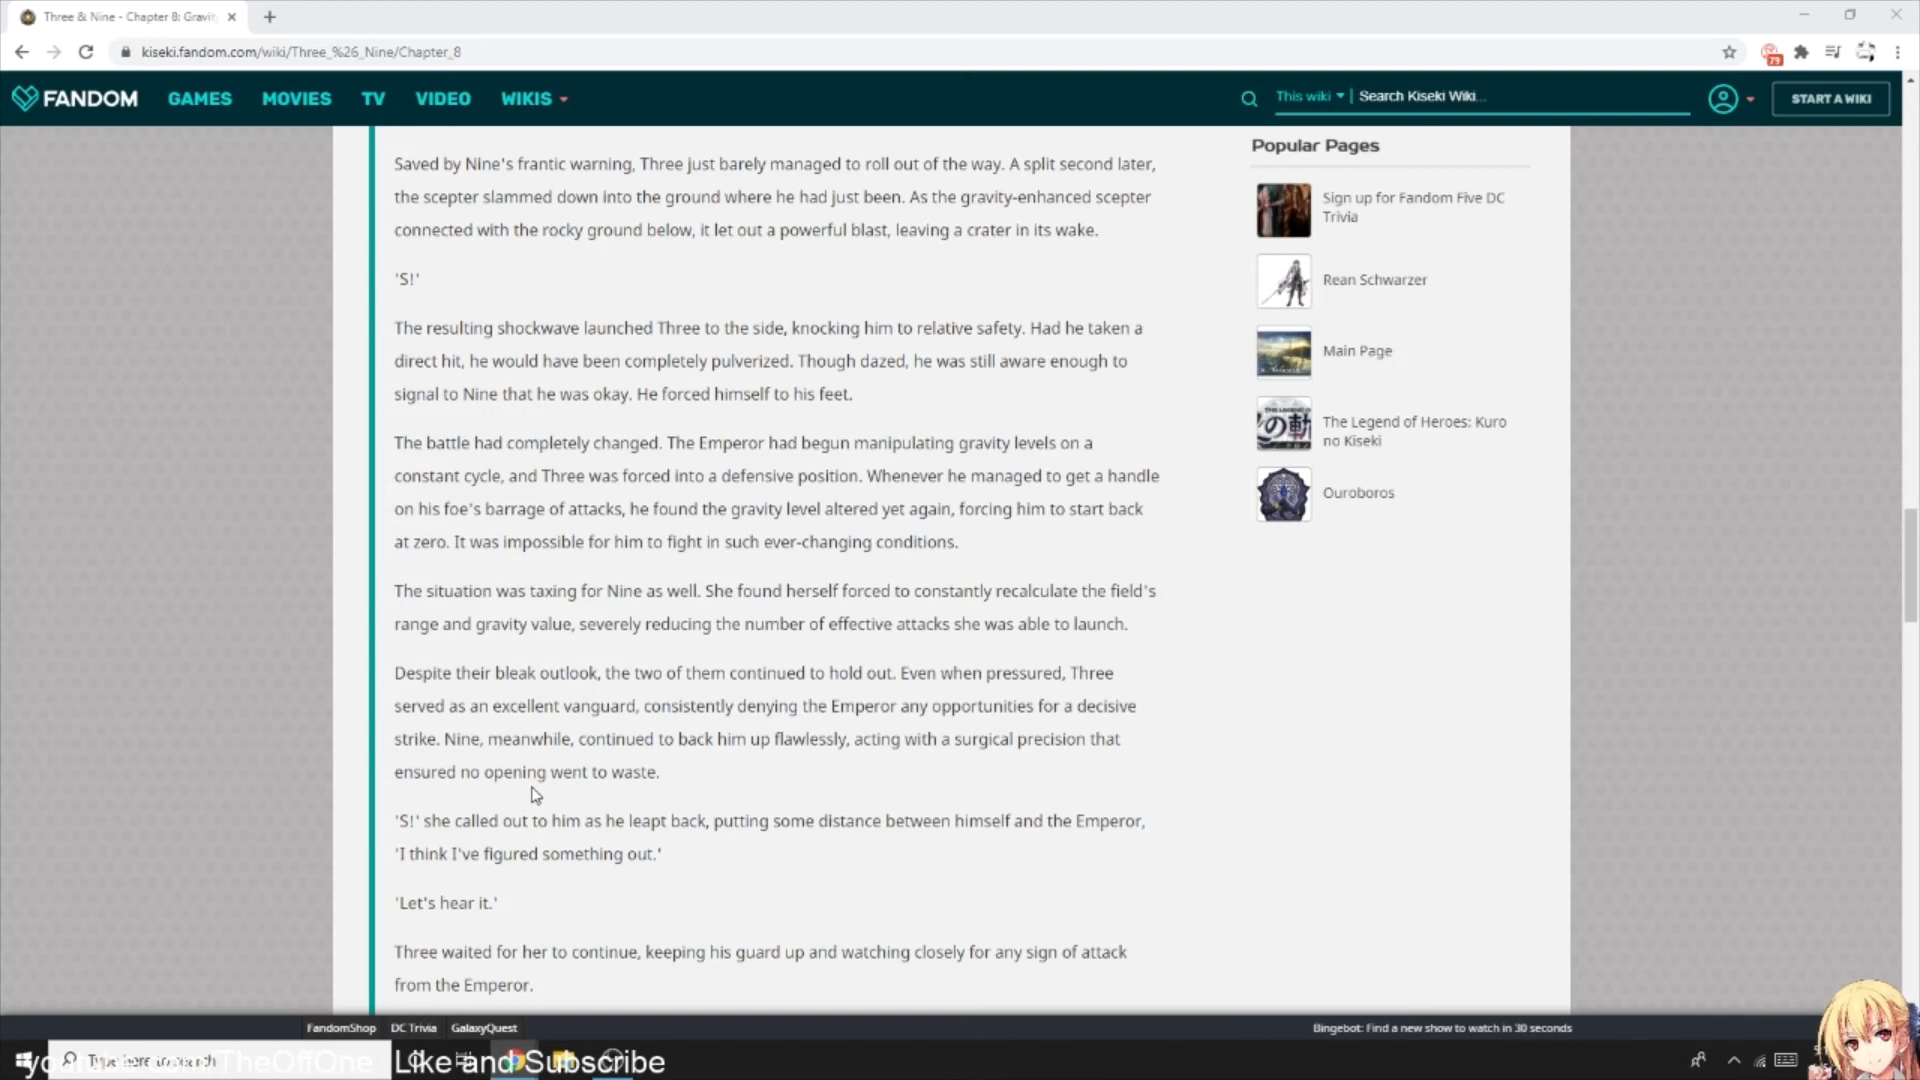 Three & Nine - Chapter 8: Gravit
kiseki.fandom.com/wiki/Three_%26_Nine/Chapter_8
79
FANDOM GAMES MOVIES TV VIDEO WIKIS This wiki Search Kiseki Wiki... START A WIKI
Saved by Nine's frantic warning, Three just barely managed to roll out of the way. A split second later,
the scepter slammed down into the ground where he had just been. As the gravity-enhanced scepter
connected with the rocky ground below, it let out a powerful blast, leaving a crater in its wake.
'S!'
The resulting shockwave launched Three to the side, knocking him to relative safety. Had he taken a
direct hit, he would have been completely pulverized. Though dazed, he was still aware enough to
signal to Nine that he was okay. He forced himself to his feet.
The battle had completely changed. The Emperor had begun manipulating gravity levels on a
constant cycle, and Three was forced into a defensive position. Whenever he managed to get a handle
on his foe's barrage of attacks, he found the gravity level altered yet again, forcing him to start back
at zero. It was impossible for him to fight in such ever-changing conditions.
The situation was taxing for Nine as well. She found herself forced to constantly recalculate the field's
range and gravity value, severely reducing the number of effective attacks she was able to launch.
Despite their bleak outlook, the two of them continued to hold out. Even when pressured, Three
served as an excellent vanguard, consistently denying the Emperor any opportunities for a decisive
strike. Nine, meanwhile, continued to back him up flawlessly, acting with a surgical precision that
ensured no opening went to waste.
'S!' she called out to him as he leapt back, putting some distance between himself and the Emperor,
'I think I've figured something out.'
'Let's hear it.'
Three waited for her to continue, keeping his guard up and watching closely for any sign of attack
from the Emperor.
Popular Pages
Sign up for Fandom Five DC
Trivia
Rean Schwarzer
Main Page
The Legend of Heroes: Kuro
no Kiseki
Ouroboros
FandomShop DC Trivia GalaxyQuest Bingebot: Find a new show to watch in 30 seconds
Type here to search
youtube.com/TheOffOne Like and Subscribe